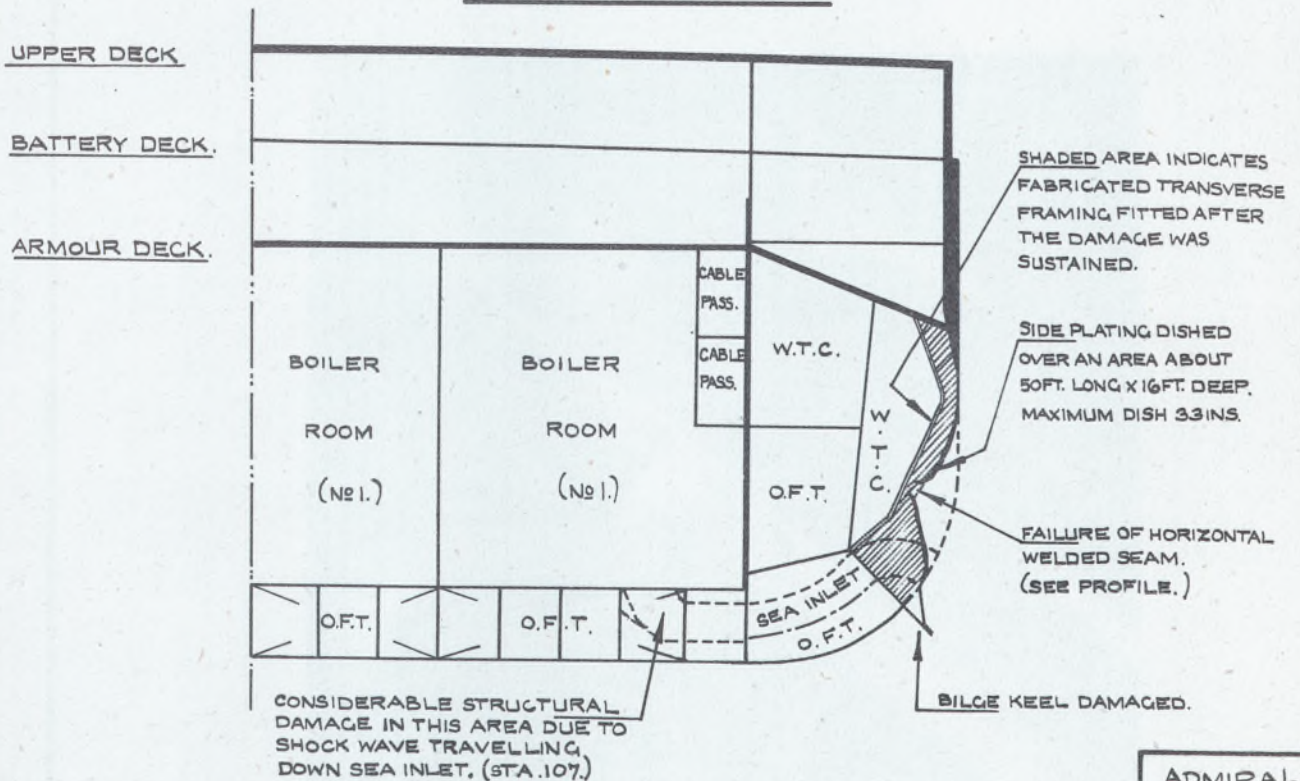 UPPER DECK
BATTERY DECK.
ARMOUR DECK.
SHADED AREA INDICATES
FABRICATED TRANSVERSE
FRAMING FITTED AFTER
THE DAMAGE WAS
SUSTAINED.
CABLE
PASS.
CABLE
PASS.
W.T.C.
W.
T.
C.
O.F.T.
BOILER
ROOM
(No 1.)
BOILER
ROOM
(No 1.)
SIDE PLATING DISHED
OVER AN AREA ABOUT
50FT. LONG X 16FT. DEEP.
MAXIMUM DISH 33INS.
FAILURE OF HORIZONTAL
WELDED SEAM.
(SEE PROFILE.)
SEA INLET
O.F.T.
O.F.T.
O.F.T.
BILGE KEEL DAMAGED.
CONSIDERABLE STRUCTURAL
DAMAGE IN THIS AREA DUE TO
SHOCK WAVE TRAVELLING
DOWN SEA INLET. (STA.107.)